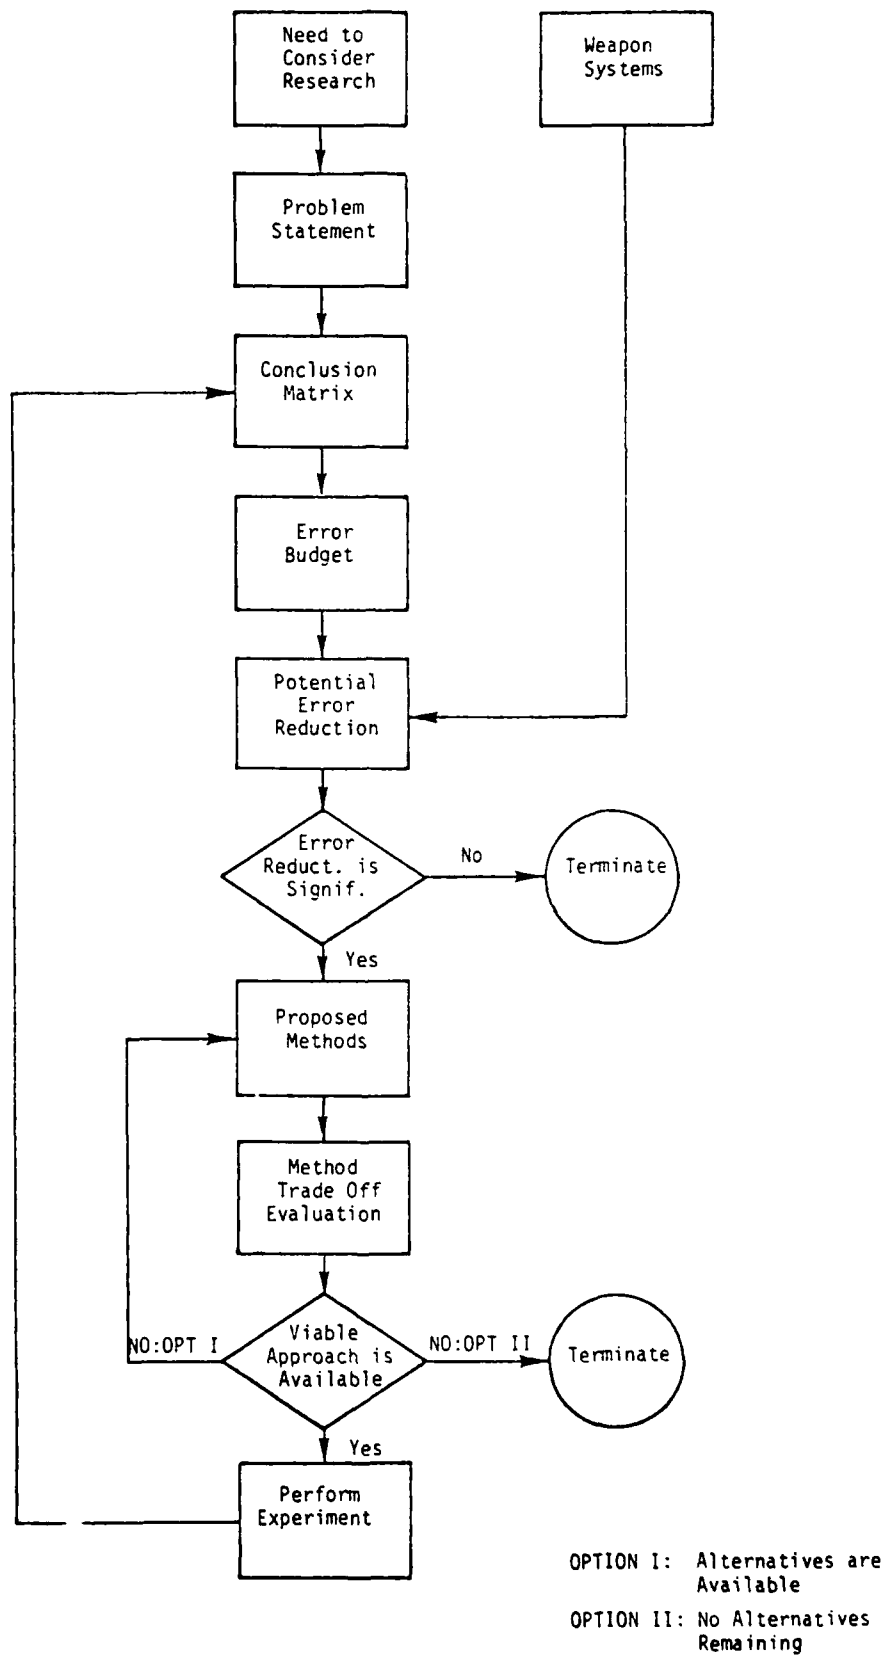 Need to
Consider
Research
Weapon
Systems
Problem
Statement
Conclusion
Matrix
Error
Budget
Potential
Error
Reduction
Error
Reduct. is
Signif.
No
Terminate
Yes
Proposed
Methods
Method
Trade Off
Evaluation
NO:OPT I
Viable
Approach is
Available
NO:OPT II
Terminate
Yes
Perform
Experiment
OPTION I: Alternatives are
Available
OPTION II: No Alternatives
Remaining